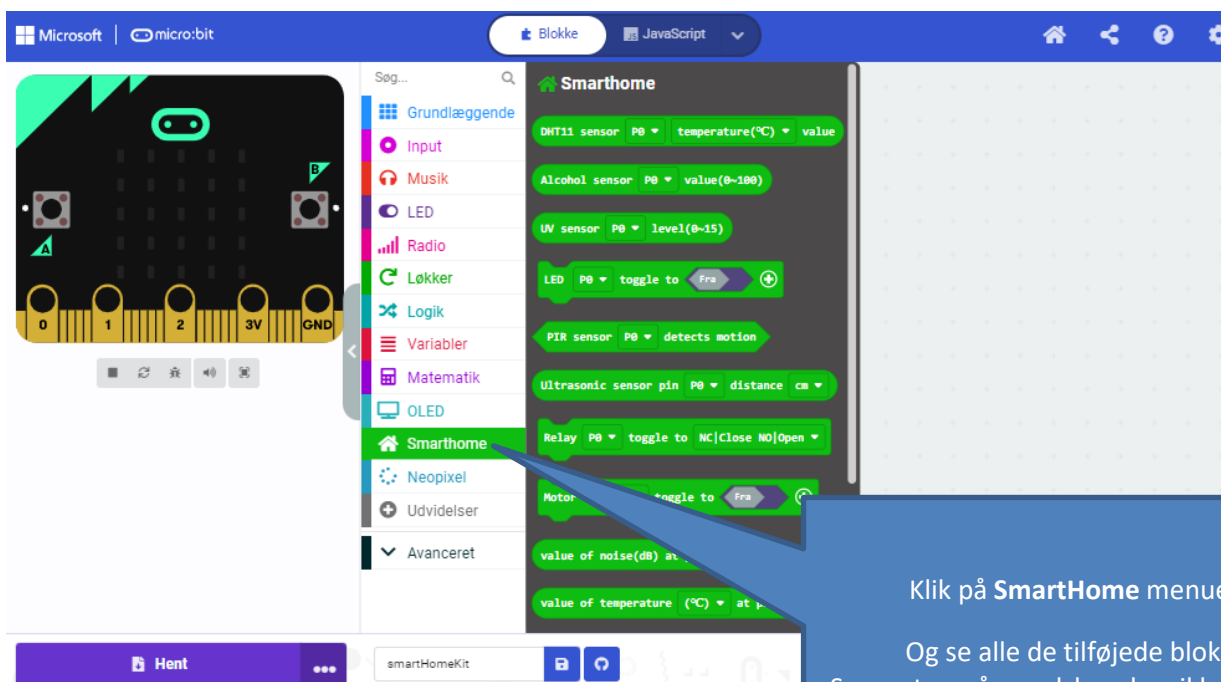 Microsoft | micro:bit
Blokke
JavaScript
Søg...
Grundlæggende
Input
Musik
LED
Radio
Løkker
Logik
Variabler
Matematik
OLED
Smarthome
Neopixel
Udvidelser
Avanceret
Smarthome
DHT11 sensor P0 temperature(℃) value
Alcohol sensor P0 value(0~100)
UV sensor P0 level(0~15)
LED P0 toggle to Fra
PIR sensor P0 detects motion
Ultrasonic sensor pin P0 distance cm
Relay P0 toggle to NC|Close NO|Open
Motor toggle to Fra
value of noise(dB) at
value of temperature (℃) at
A
B
0 1 2 3V GND
Hent
smartHomeKit
Klik på SmartHome
Og se alle de tilføjede